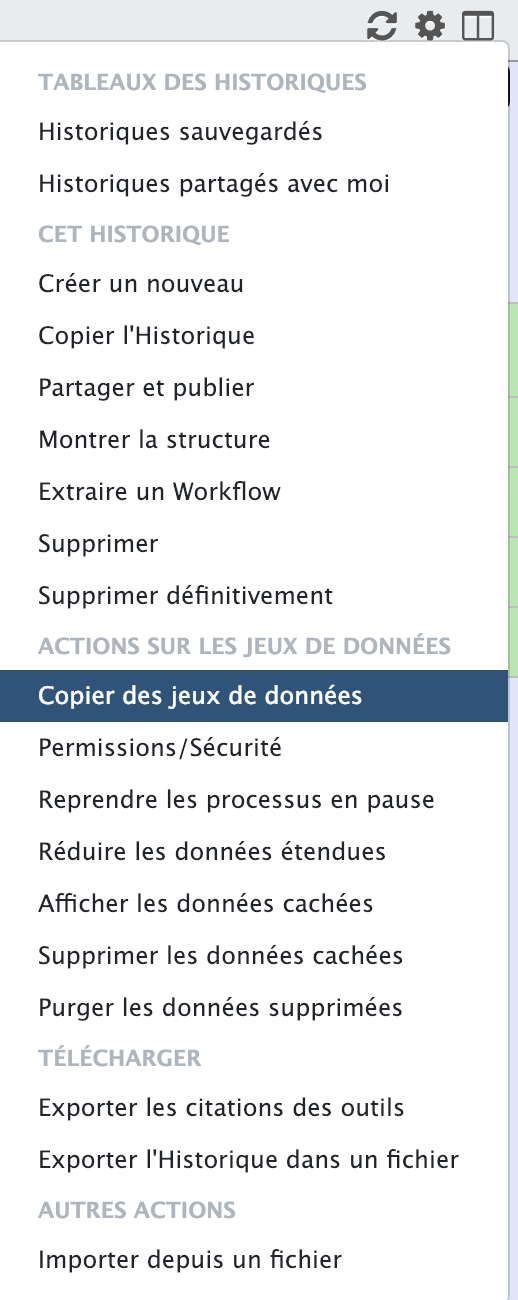 TABLEAUX DES HISTORIQUES
Historiques sauvegardés
Historiques partagés avec moi
CET HISTORIQUE
Créer un nouveau
Copier l'Historique
Partager et publier
Montrer la structure
Extraire un Workflow
Supprimer
Supprimer définitivement
ACTIONS SUR LES JEUX DE DONNÉES
Copier des jeux de données
Permissions/Sécurité
Reprendre les processus en pause
Réduire les données étendues
Afficher les données cachées
Supprimer les données cachées
Purger les données supprimées
TÉLÉCHARGER
Exporter les citations des outils
Exporter l'Historique dans un fichier
AUTRES ACTIONS
Importer depuis un fichier